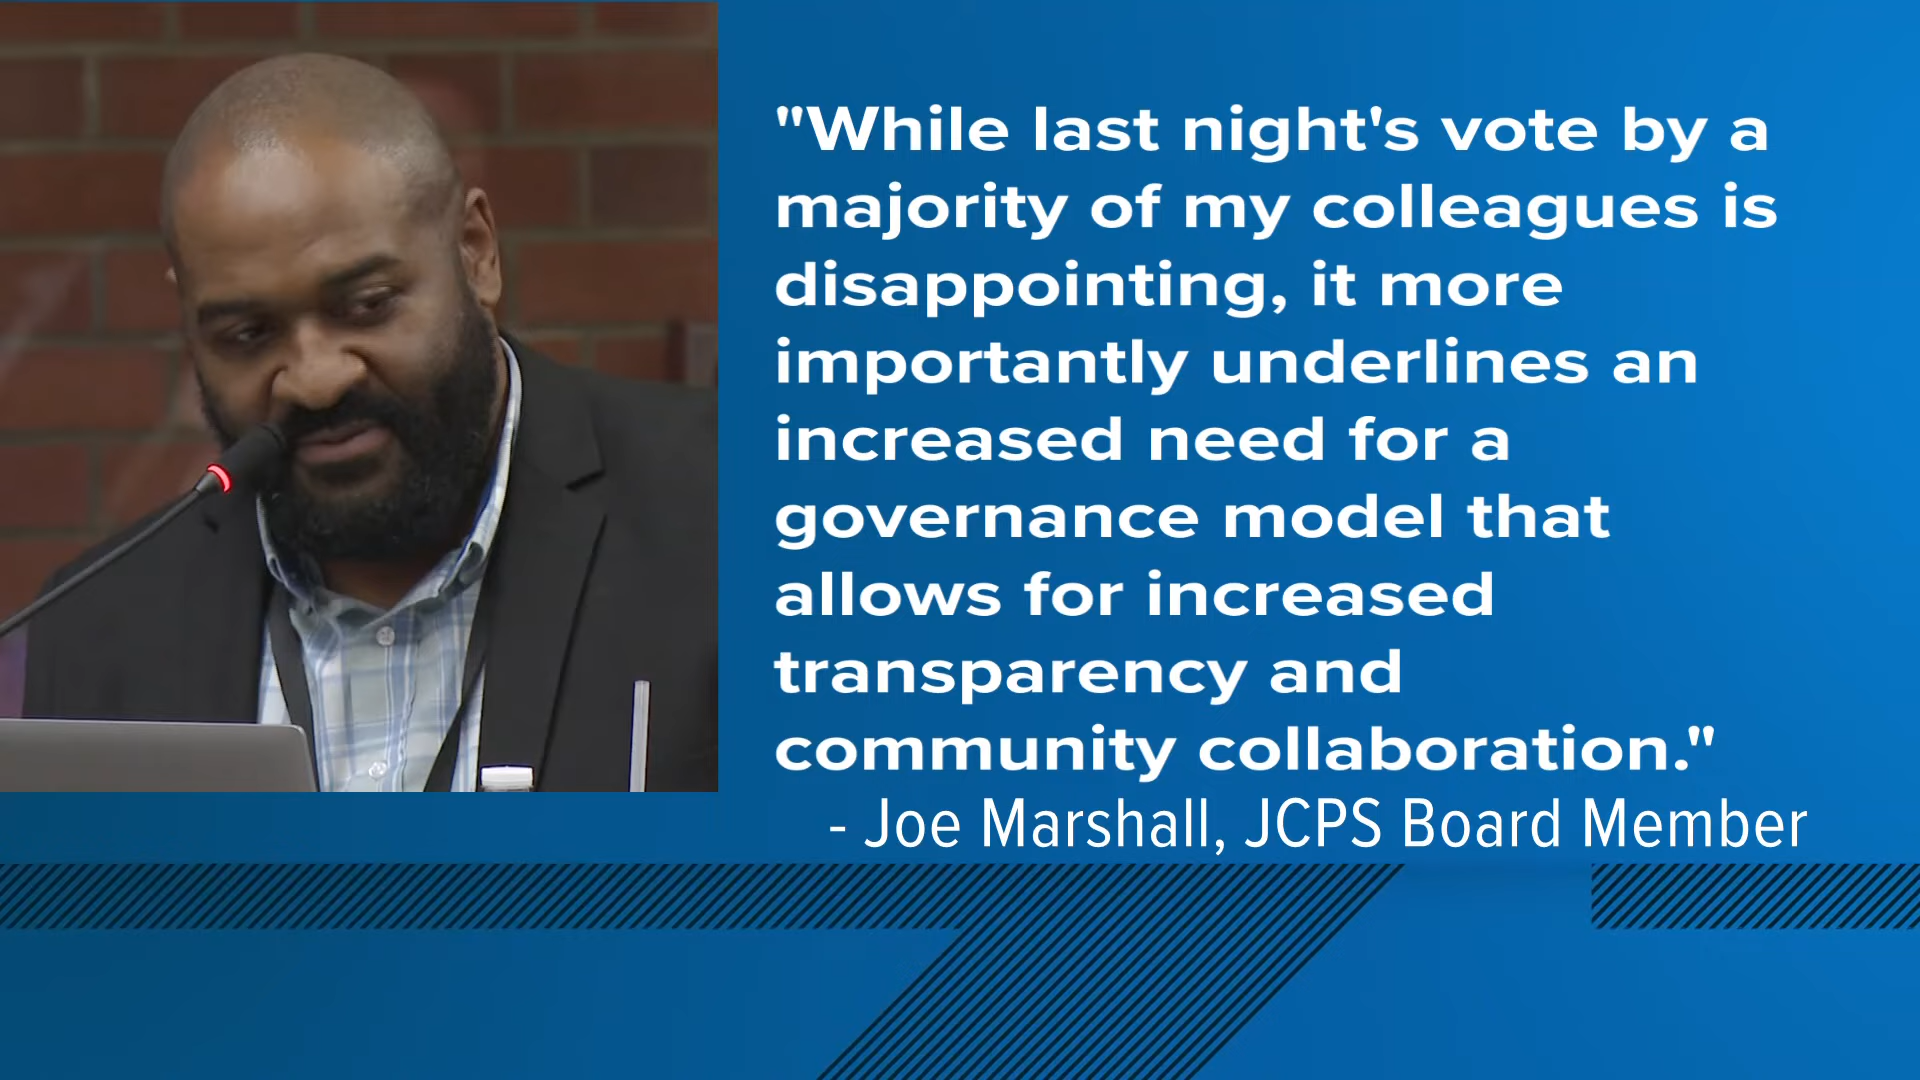 "While last night's vote by a
majority of my colleagues is
disappointing, it more
importantly underlines an
increased need for a
governance model that
allows for increased
transparency and
community collaboration."
- Joe Marshall, JCPS Board Member